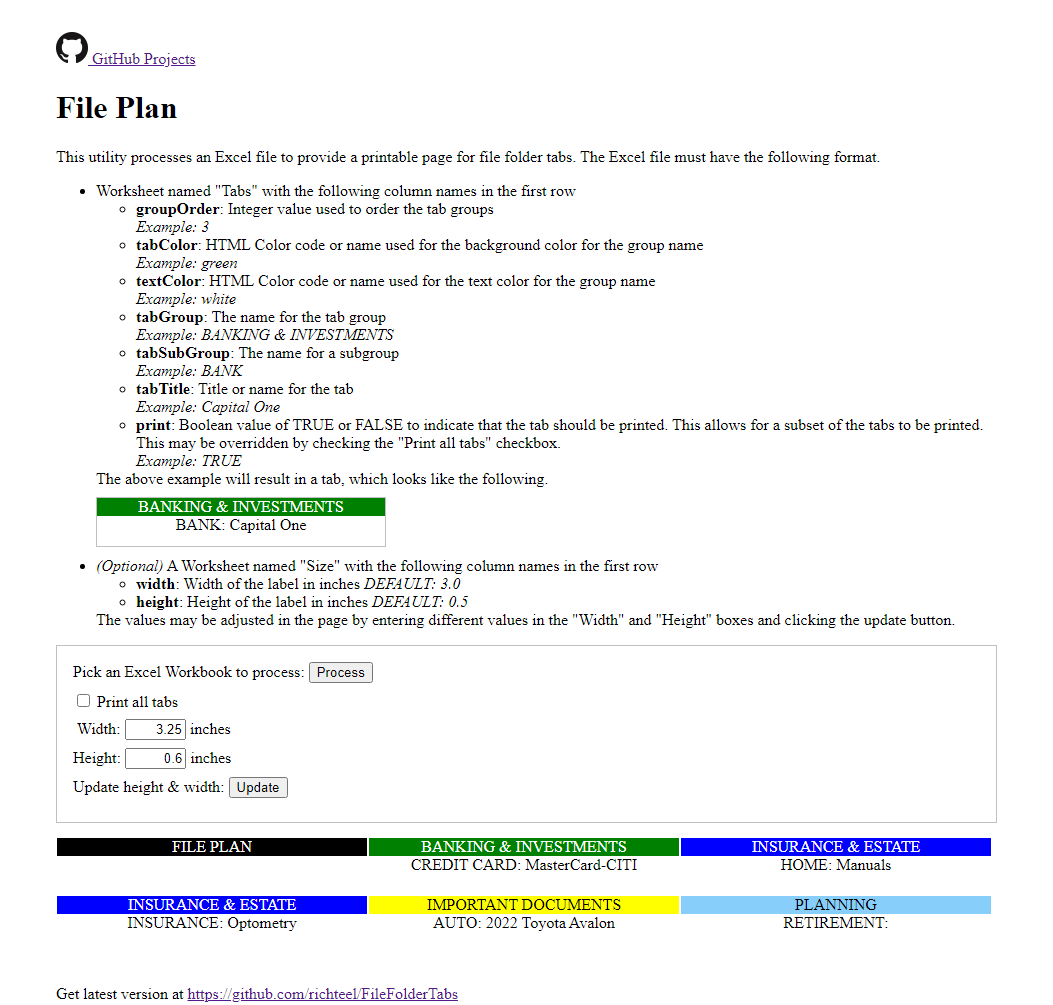 GitHub Projects
File Plan
This utility processes an Excel file to provide a printable page for file folder tabs. The Excel file must have the following format.
Worksheet named "Tabs" with the following column names in the first row
groupOrder: Integer value used to order the tab groups
Example: 3
tabColor: HTML Color code or name used for the background color for the group name
Example: green
textColor: HTML Color code or name used for the text color for the group name
Example: white
tabGroup: The name for the tab group
Example: BANKING & INVESTMENTS
tabSubGroup: The name for a subgroup
Example: BANK
tabTitle: Title or name for the tab
Example: Capital One
print: Boolean value of TRUE or FALSE to indicate that the tab should be printed. This allows for a subset of the tabs to be printed.
This may be overridden by checking the "Print all tabs" checkbox.
Example: TRUE
The above example will result in a tab, which looks like the following.
BANKING & INVESTMENTS
BANK: Capital One
(Optional) A Worksheet named "Size" with the following column names in the first row
width: Width of the label in inches DEFAULT: 3.0
height: Height of the label in inches DEFAULT: 0.5
The values may be adjusted in the page by entering different values in the "Width" and "Height" boxes and clicking the update button.
Pick an Excel Workbook to process: Process
Print all tabs
Width: 3.25 inches
Height: 0.6 inches
Update height & width: Update
FILE PLAN BANKING & INVESTMENTS INSURANCE & ESTATE
CREDIT CARD: MasterCard-CITI HOME: Manuals
INSURANCE & ESTATE IMPORTANT DOCUMENTS PLANNING
INSURANCE: Optometry AUTO: 2022 Toyota Avalon RETIREMENT:
Get latest version at https://github.com/richteel/FileFolderTabs